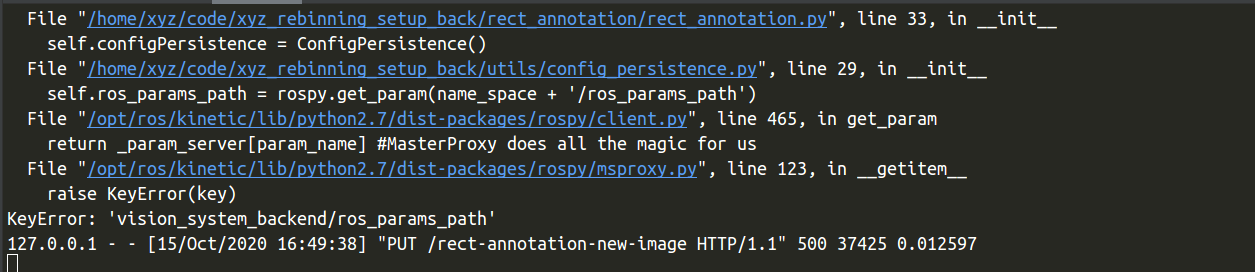 File "/home/xyz/code/xyz_rebinning_setup_back/rect_annotation/rect_annotation.py", line 33, in __init__
self.configPersistence = ConfigPersistence()
File "/home/xyz/code/xyz_rebinning_setup_back/utils/config_persistence.py", line 29, in __init__
self.ros_params_path = rospy.get_param(name_space + '/ros_params_path')
File "/opt/ros/kinetic/lib/python2.7/dist-packages/rospy/client.py", line 465, in get_param
return _param_server[param_name] #MasterProxy does all the magic for us
File "/opt/ros/kinetic/lib/python2.7/dist-packages/rospy/msproxy.py", line 123, in __getitem__
raise KeyError(key)
KeyError: 'vision_system_backend/ros_params_path'
127.0.0.1 - - [15/Oct/2020 16:49:38] "PUT /rect-annotation-new-image HTTP/1.1" 500 37425 0.012597